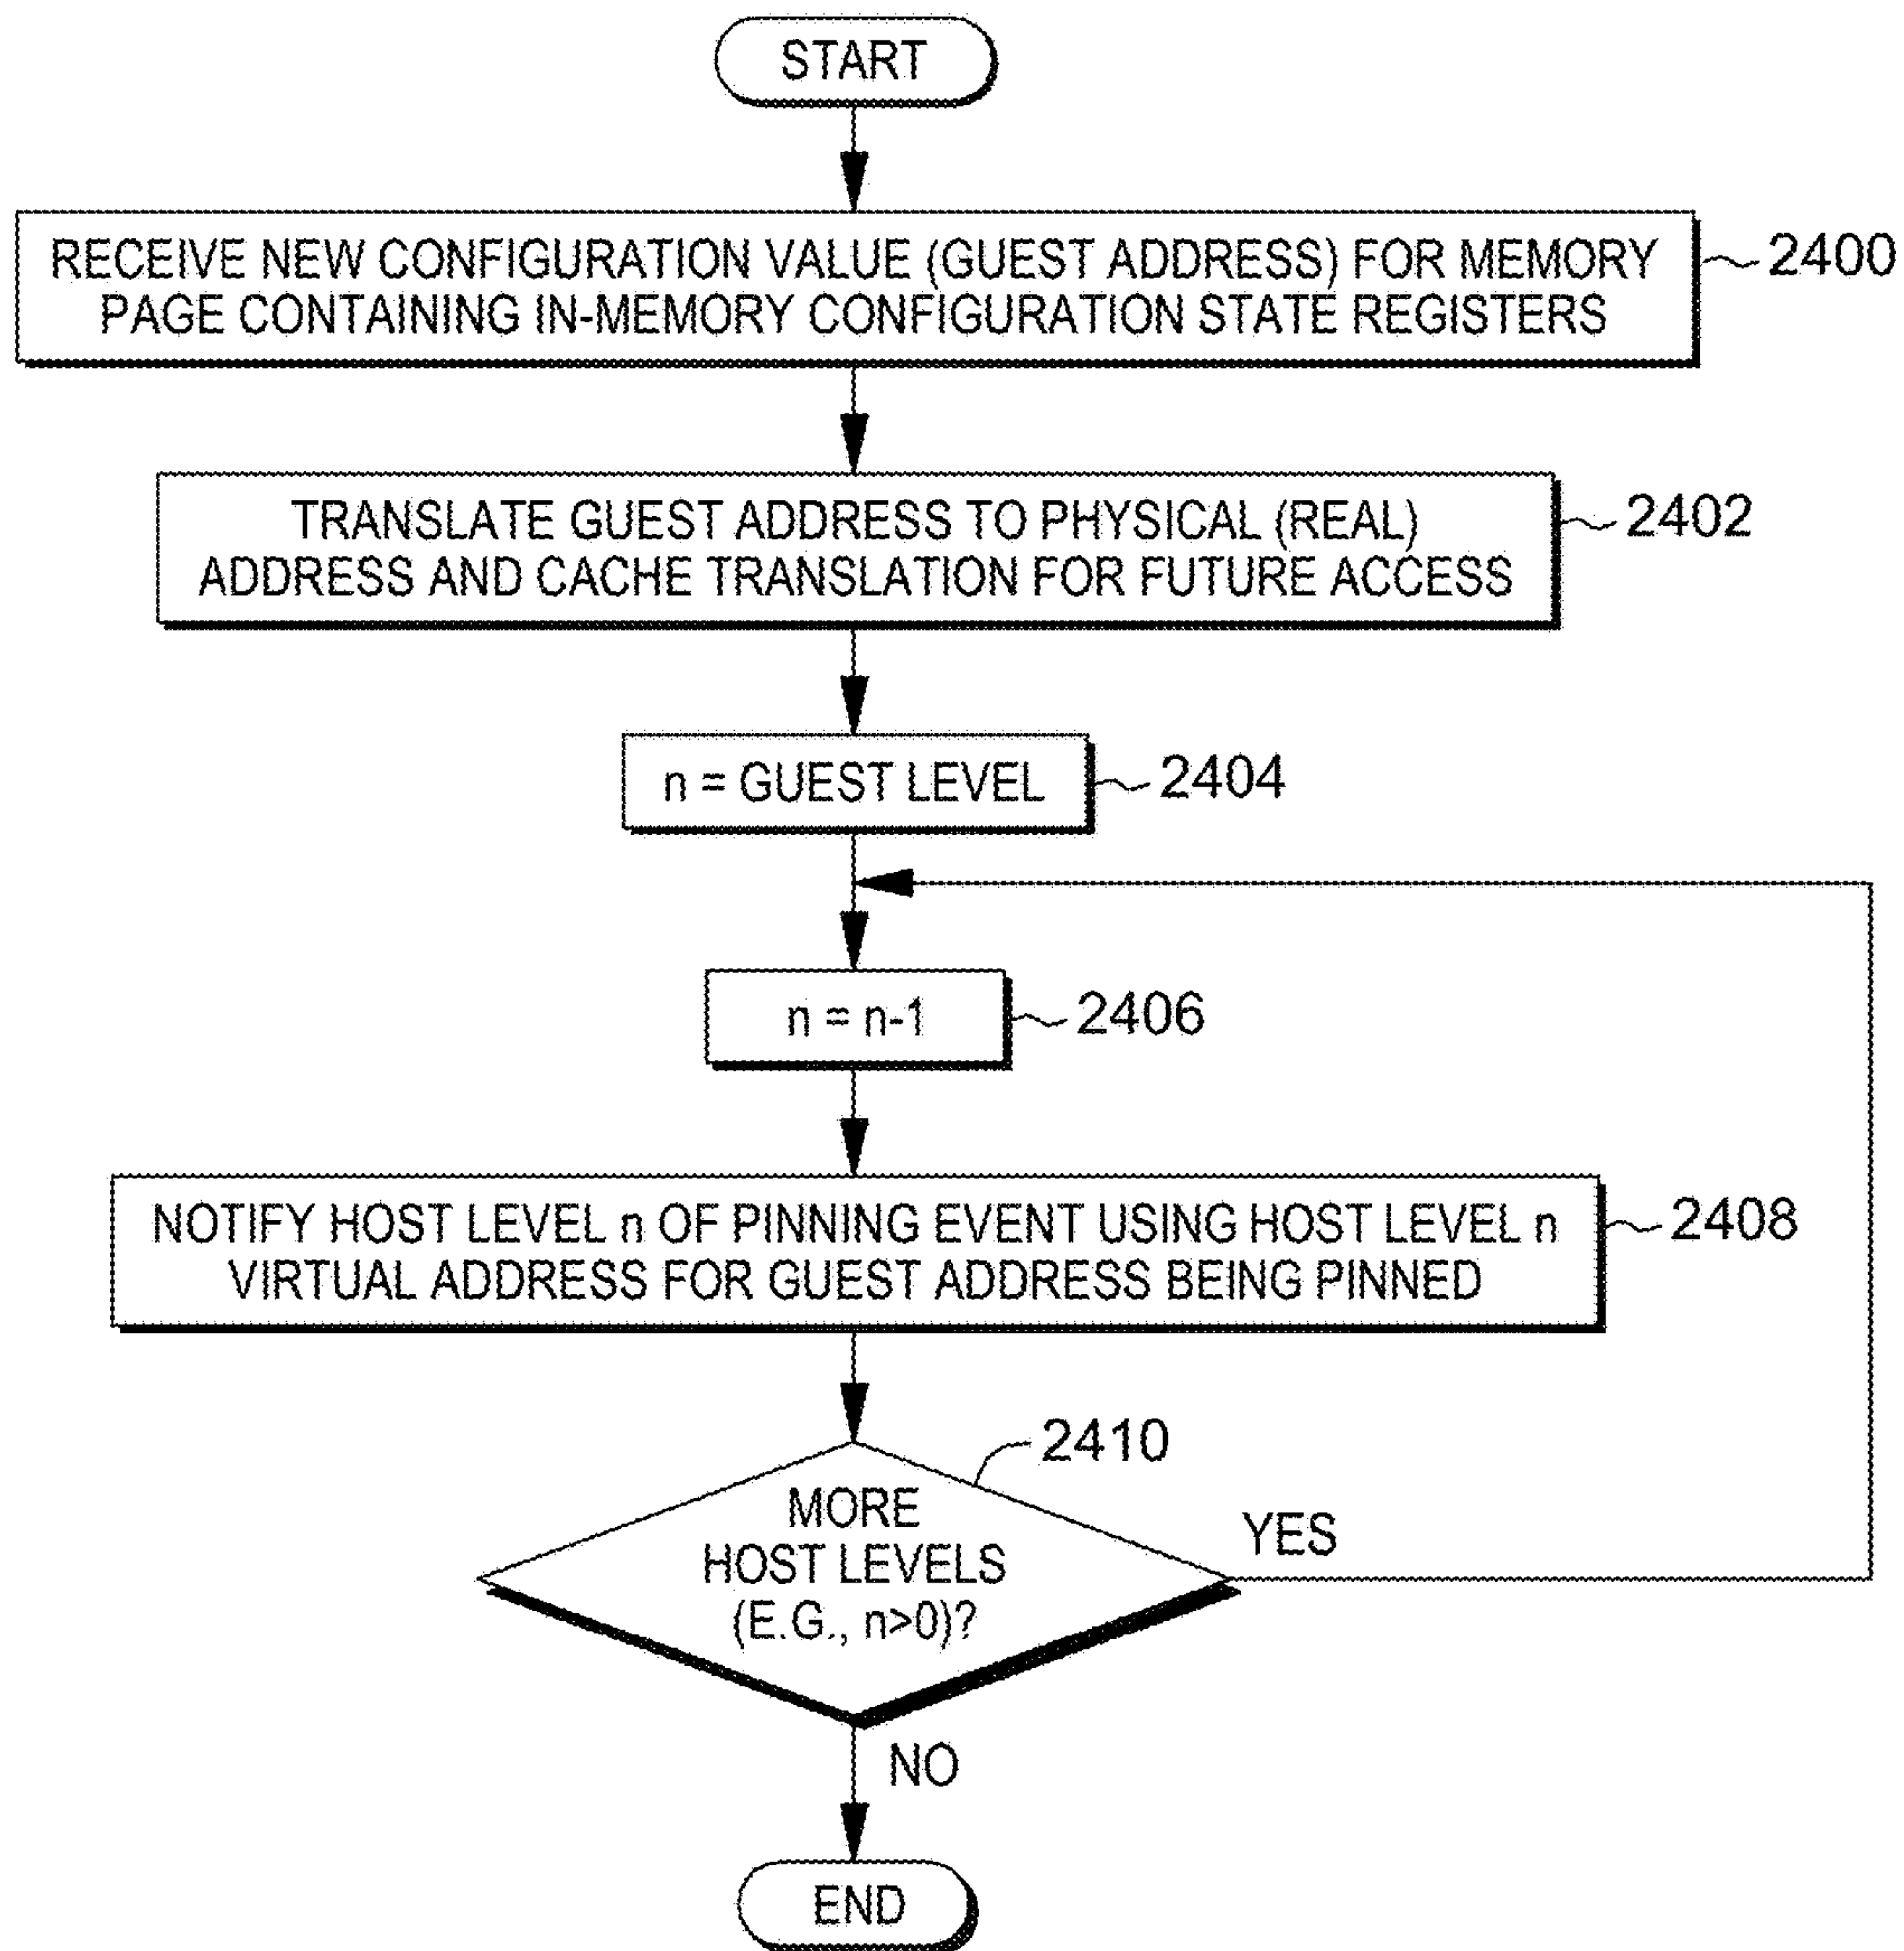 START
RECEIVE NEW CONFIGURATION VALUE (GUEST ADDRESS) FOR MEMORY
PAGE CONTAINING IN-MEMORY CONFIGURATION STATE REGISTERS
2400
TRANSLATE GUEST ADDRESS TO PHYSICAL (REAL)
ADDRESS AND CACHE TRANSLATION FOR FUTURE ACCESS
2402
n = GUEST LEVEL
2404
n = n-1
2406
NOTIFY HOST LEVEL n OF PINNING EVENT USING HOST LEVEL n
VIRTUAL ADDRESS FOR GUEST ADDRESS BEING PINNED
2408
2410
MORE
HOST LEVELS
(E.G., n>0)?
YES
NO
END